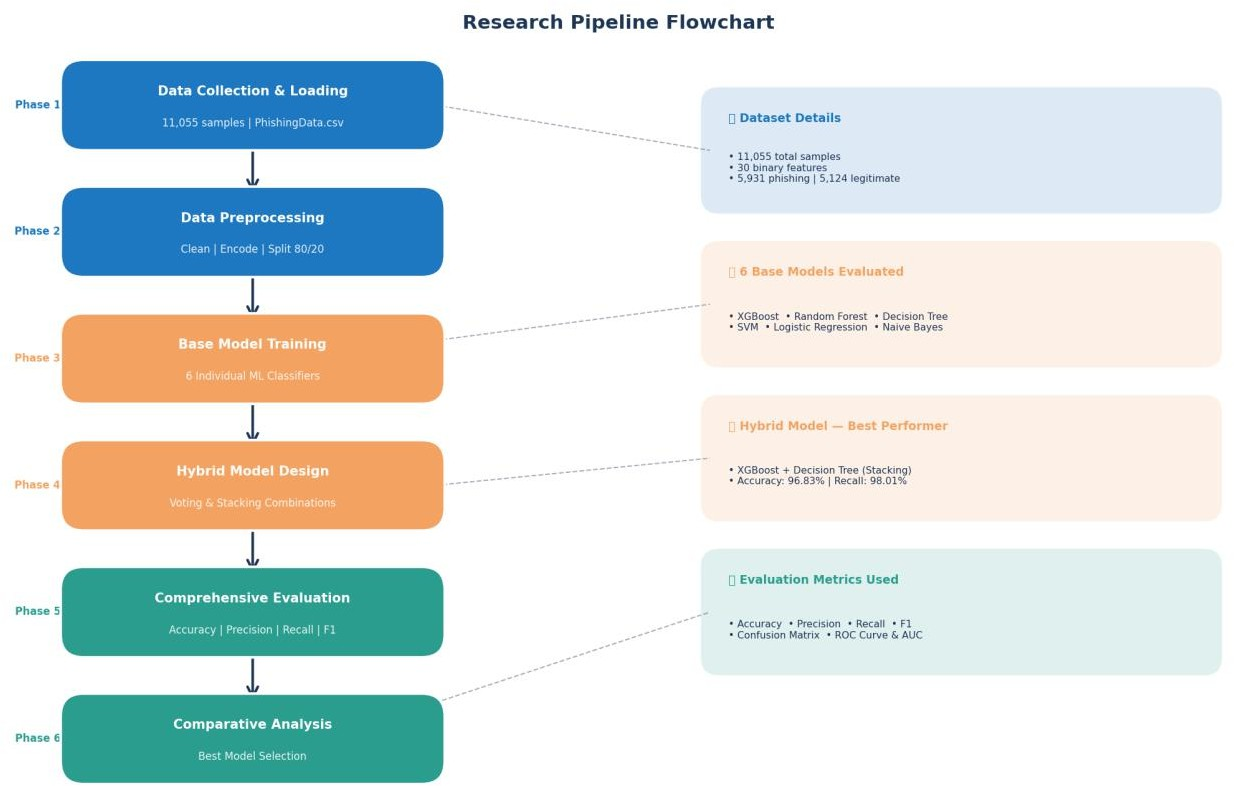 Research Pipeline Flowchart
Phase 1
Data Collection & Loading
11,055 samples | PhishingData.csv
Phase 2
Data Preprocessing
Clean | Encode | Split 80/20
Phase 3
Base Model Training
6 Individual ML Classifiers
Phase 4
Hybrid Model Design
Voting & Stacking Combinations
Phase 5
Comprehensive Evaluation
Accuracy | Precision | Recall | F1
Phase 6
Comparative Analysis
Best Model Selection
Dataset Details
• 11,055 total samples
• 30 binary features
• 5,931 phishing | 5,124 legitimate
6 Base Models Evaluated
• XGBoost • Random Forest • Decision Tree
• SVM • Logistic Regression • Naive Bayes
Hybrid Model — Best Performer
• XGBoost + Decision Tree (Stacking)
• Accuracy: 96.83% | Recall: 98.01%
Evaluation Metrics Used
• Accuracy • Precision • Recall • F1
• Confusion Matrix • ROC Curve & AUC